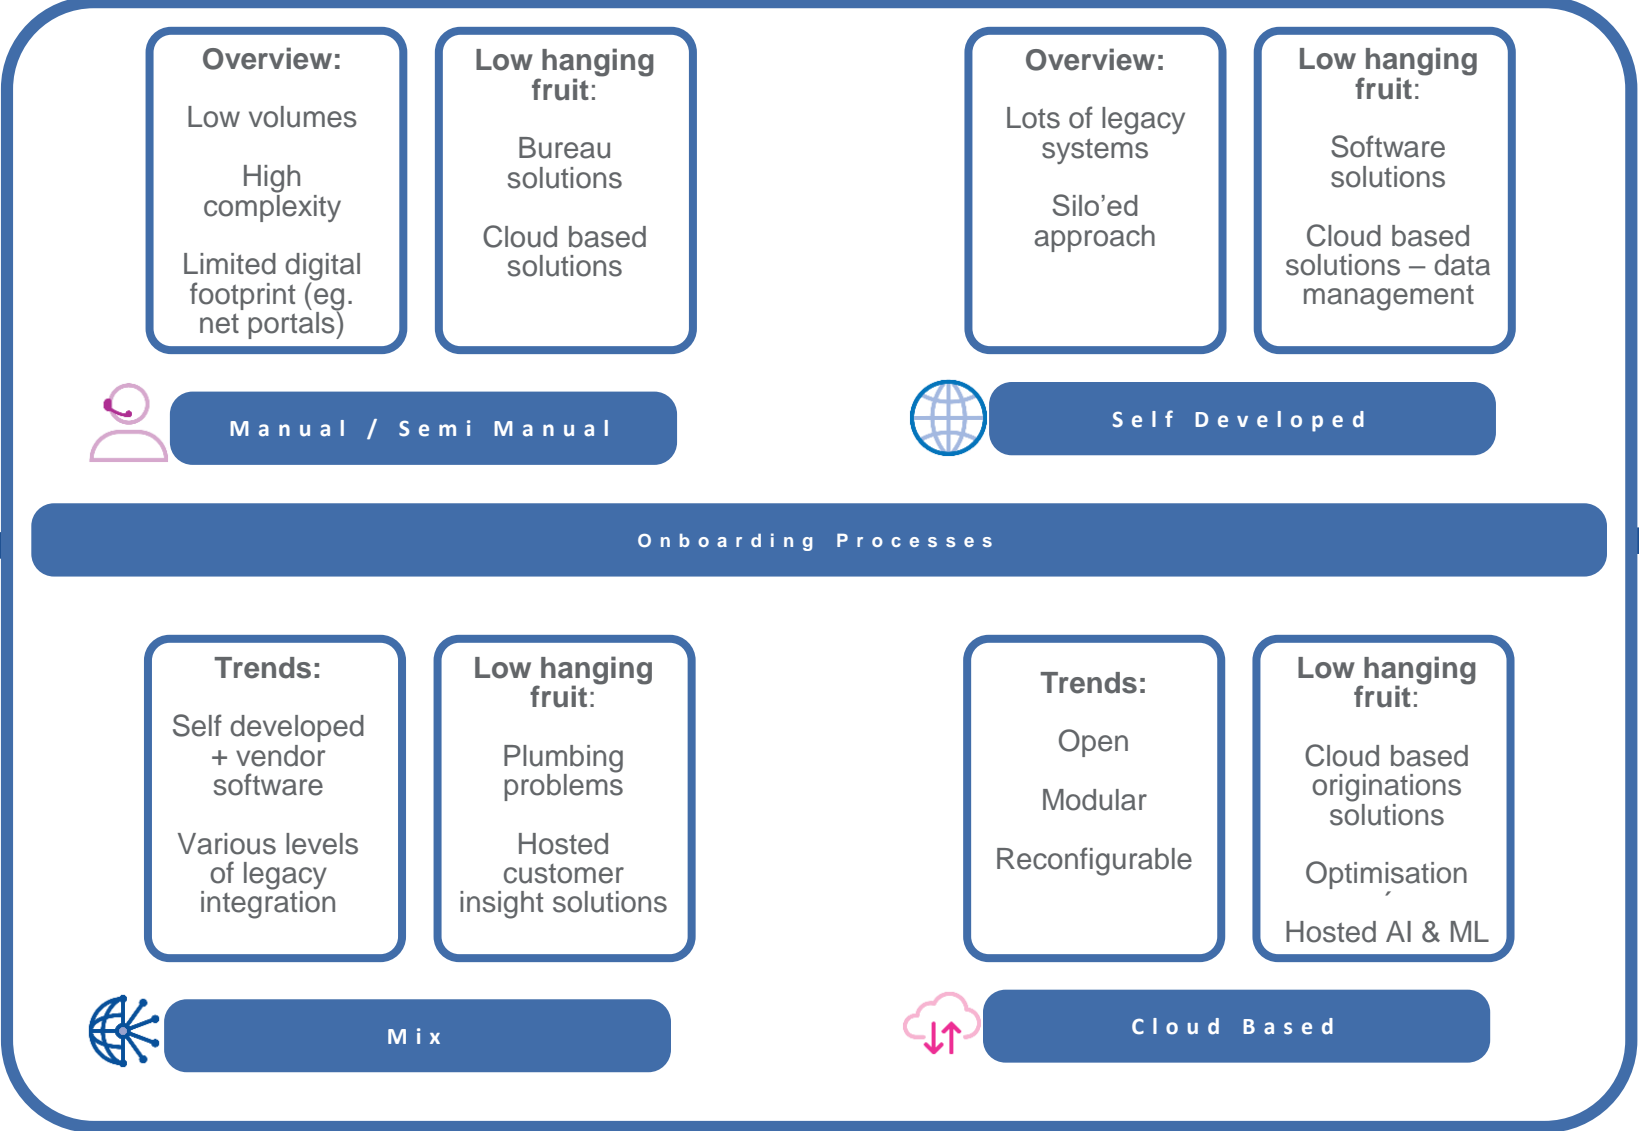 Overview:
Low volumes
High
complexity
Limited digital
footprint (eg.
net portals)
Low hanging
fruit:
Bureau
solutions
Cloud based
solutions
Manual / Semi Manual
Overview:
Lots of legacy
systems
Silo’ed
approach
Low hanging
fruit:
Software
solutions
Cloud based
solutions – data
management
Self Developed
Onboarding Processes
Trends:
Self developed
+ vendor
software
Various levels
of legacy
integration
Low hanging
fruit:
Plumbing
problems
Hosted
customer
insight solutions
Mix
Trends:
Open
Modular
Reconfigurable
Low hanging
fruit:
Cloud based
originations
solutions
Optimisation
´
Hosted AI & ML
Cloud Based